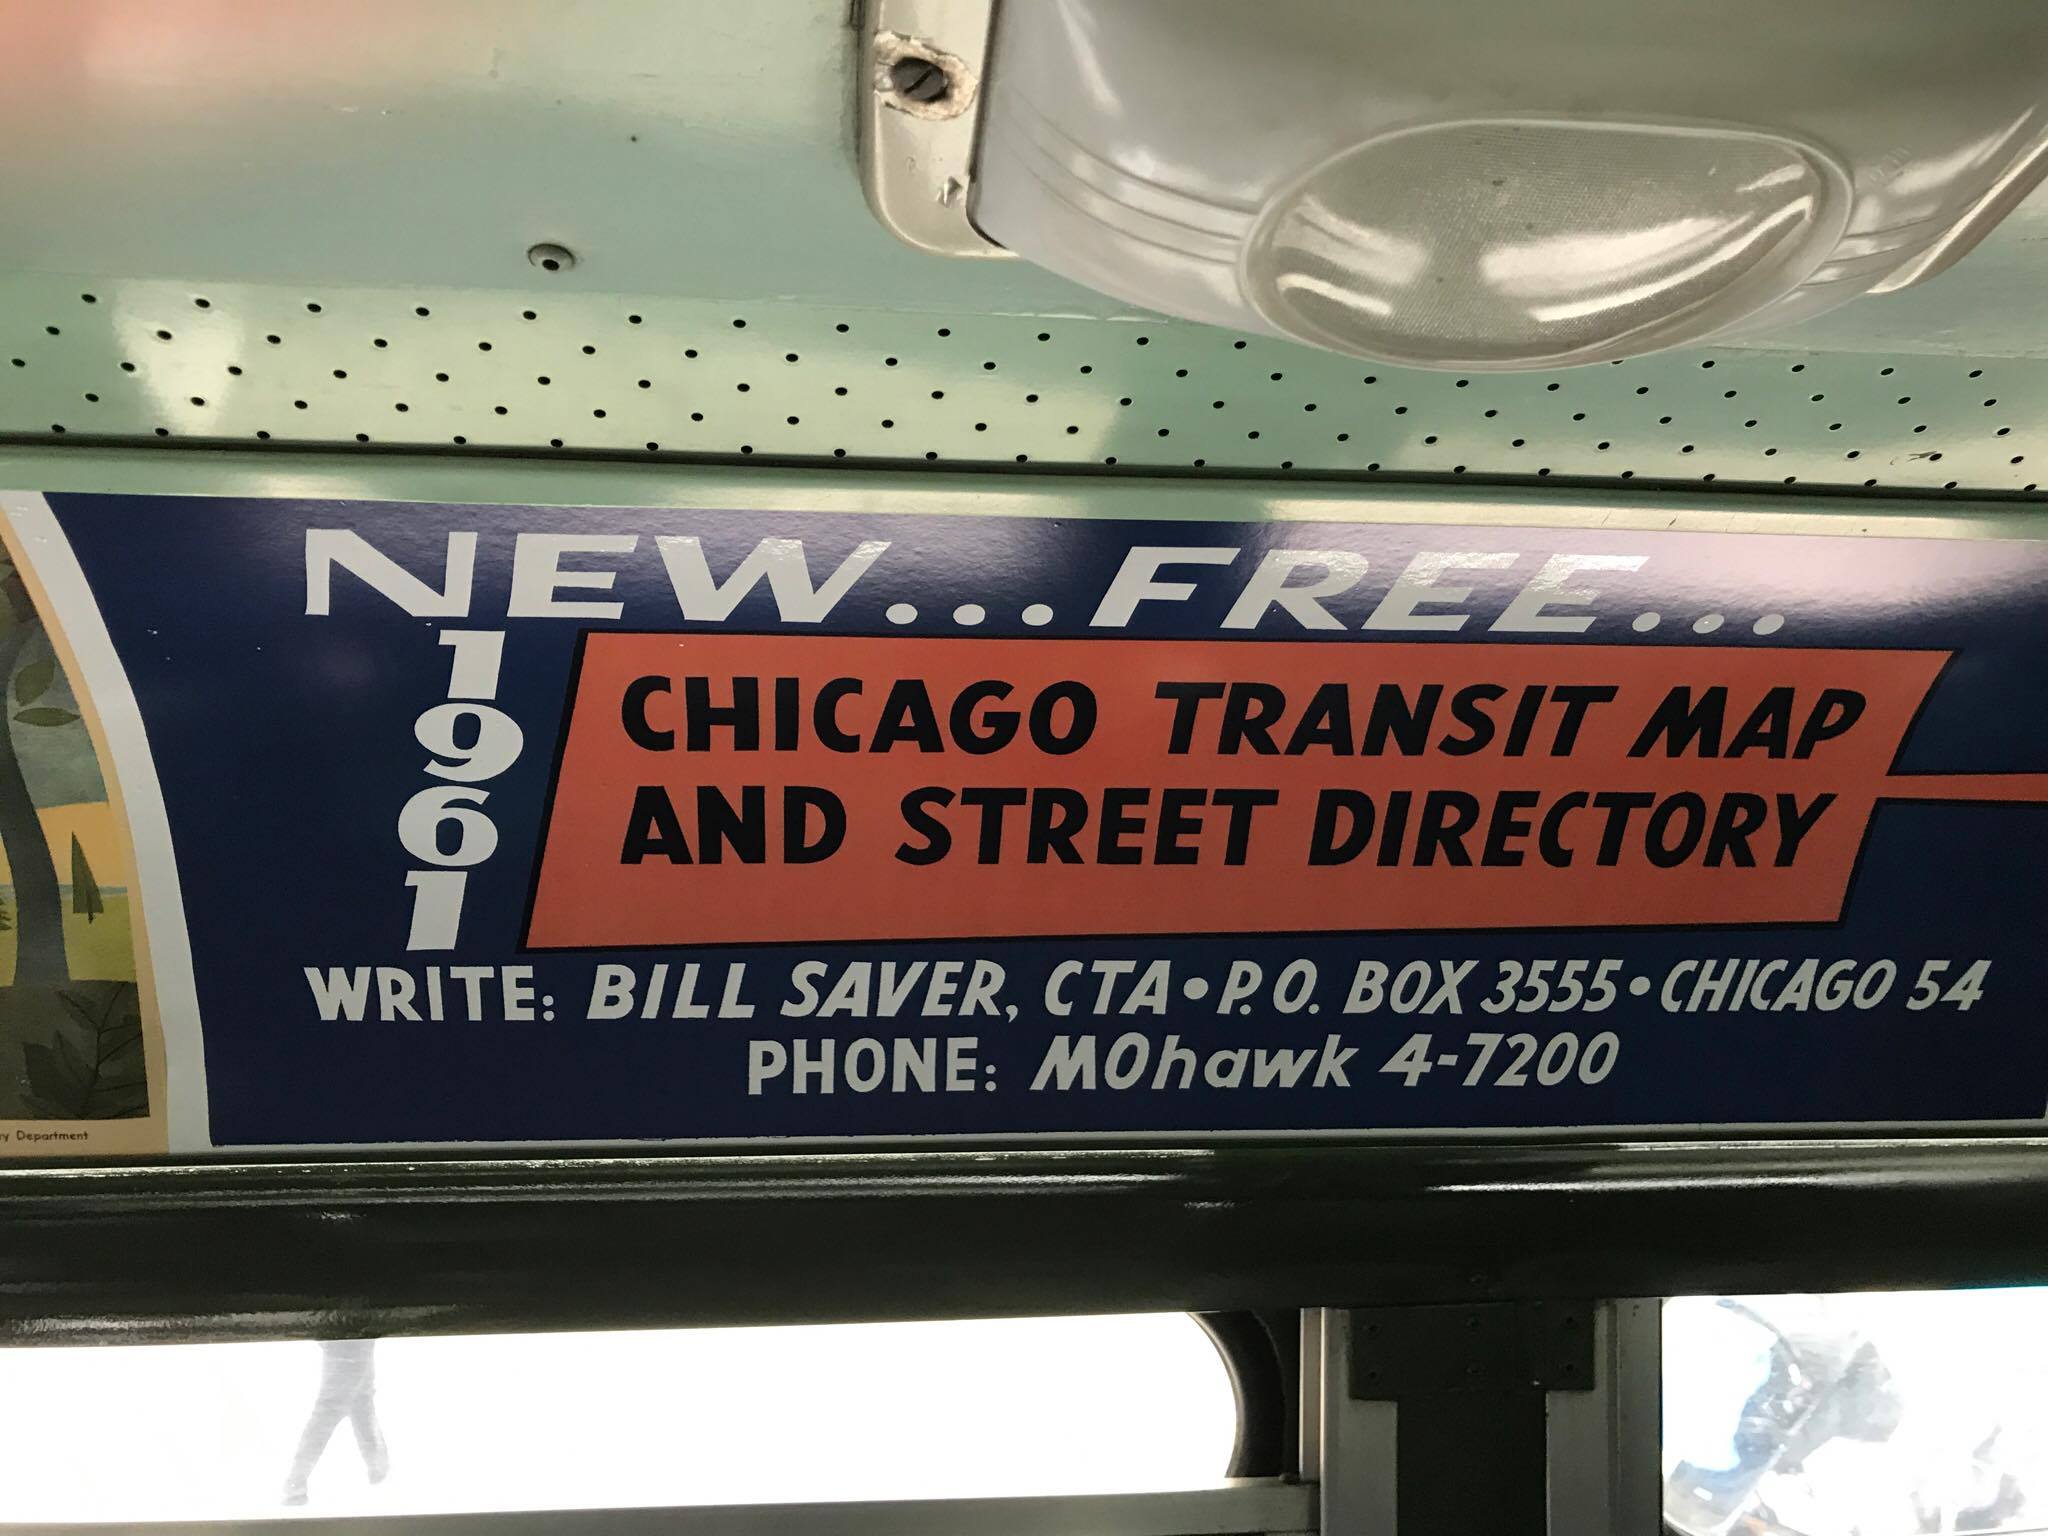 NEW...FREE...
1961
CHICAGO TRANSIT MAP
AND STREET DIRECTORY
WRITE: BILL SAVER, CTA•P.O. BOX 3555•CHICAGO 54
PHONE: MOhawk 4-7200
Department